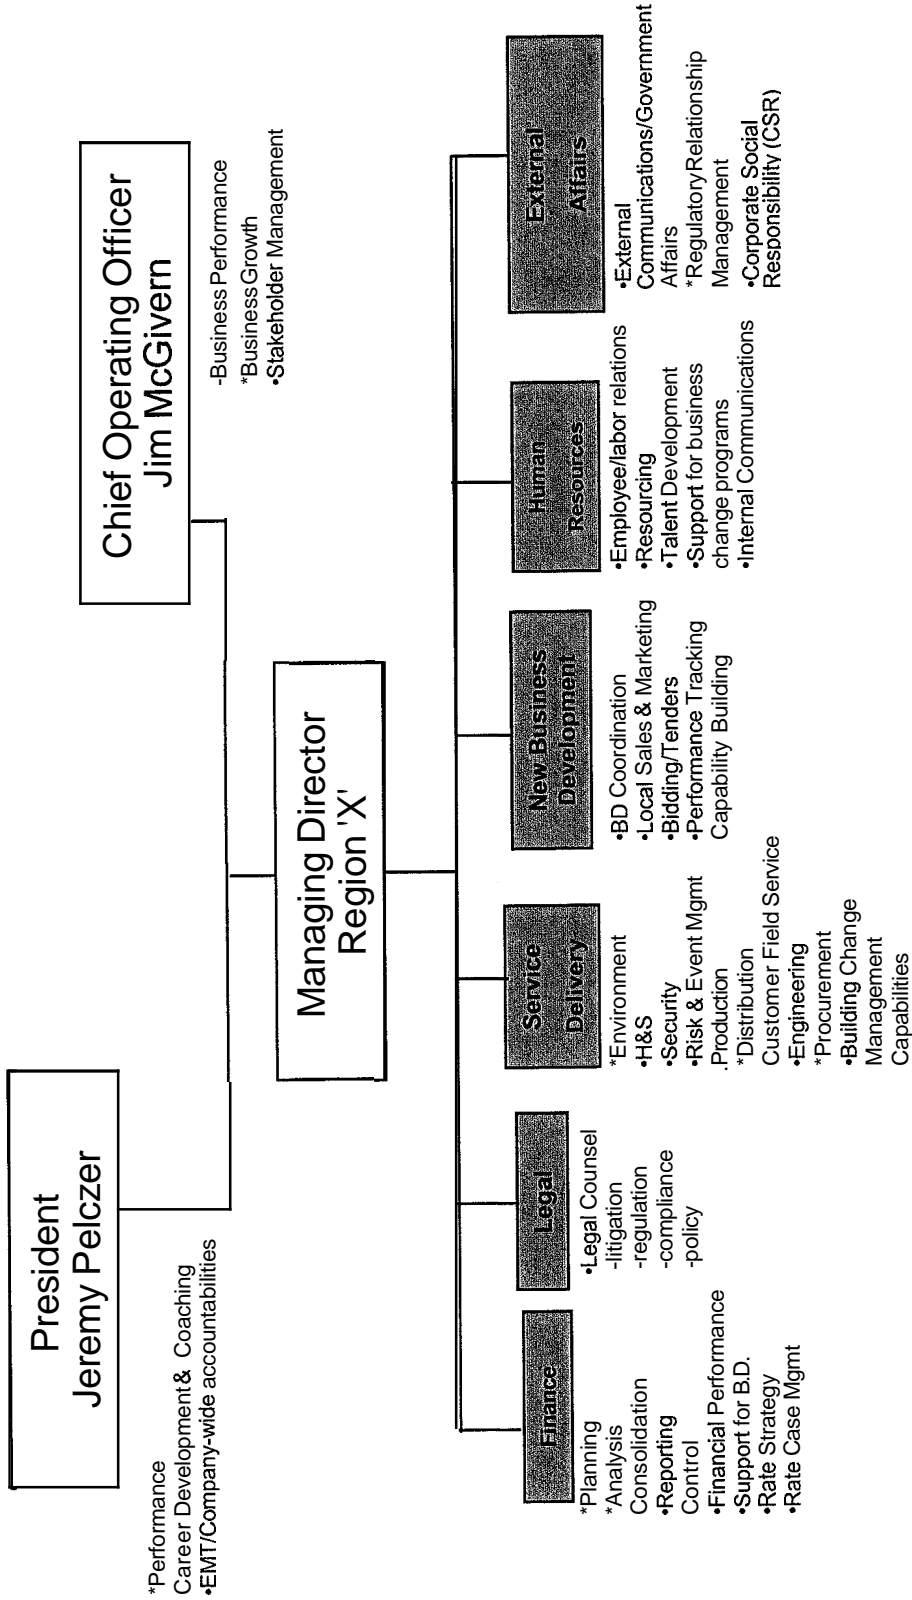 President
Jeremy Pelczer
*Performance
Career Development& Coaching
•EMT/Company-wide accountabilities
Chief Operating Officer
Jim McGivern
-Business Performance
*Business Growth
•Stakeholder Management
Managing Director
Region 'X'
Finance
*Planning
*Analysis
Consolidation
•Reporting
Control
•Financial Performance
•Support for B.D.
•Rate Strategy
•Rate Case Mgmt
Legal
•Legal Counsel
-litigation
-regulation
-compliance
-policy
Service
Delivery
*Environment
•H&S
•Security
•Risk & Event Mgmt
.Production
*Distribution
Customer Field Service
•Engineering
*Procurement
•Building Change
Management
Capabilities
New Business
Development
•BD Coordination
•Local Sales & Marketing
•Bidding/Tenders
•Performance Tracking
Capability Building
Human
Resources
•Employee/labor relations
•Resourcing
•Talent Development
•Support for business
change programs
•Internal Communications
External
Affairs
•External
Communications/Government
Affairs
*Regulatory Relationship
Management
•Corporate Social
Responsibility (CSR)